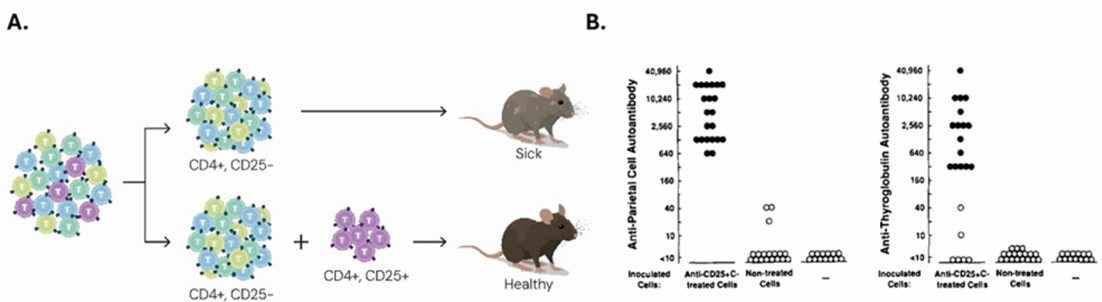 A.
CD4+, CD25-
Sick
CD4+, CD25-
+
CD4+, CD25+
Healthy
B.
Anti-Parietal Cell Autoantibody
40,960
10,240
2,560
640
160
40
10
<10
Inoculated
Cells:
Anti-CD25+C-
treated Cells
Non-treated
Cells
—
Anti-Thyroglobulin Autoantibody
40,960
10,240
2,560
640
160
40
10
<10
Inoculated
Cells:
Anti-CD25+C-
treated Cells
Non-treated
Cells
—